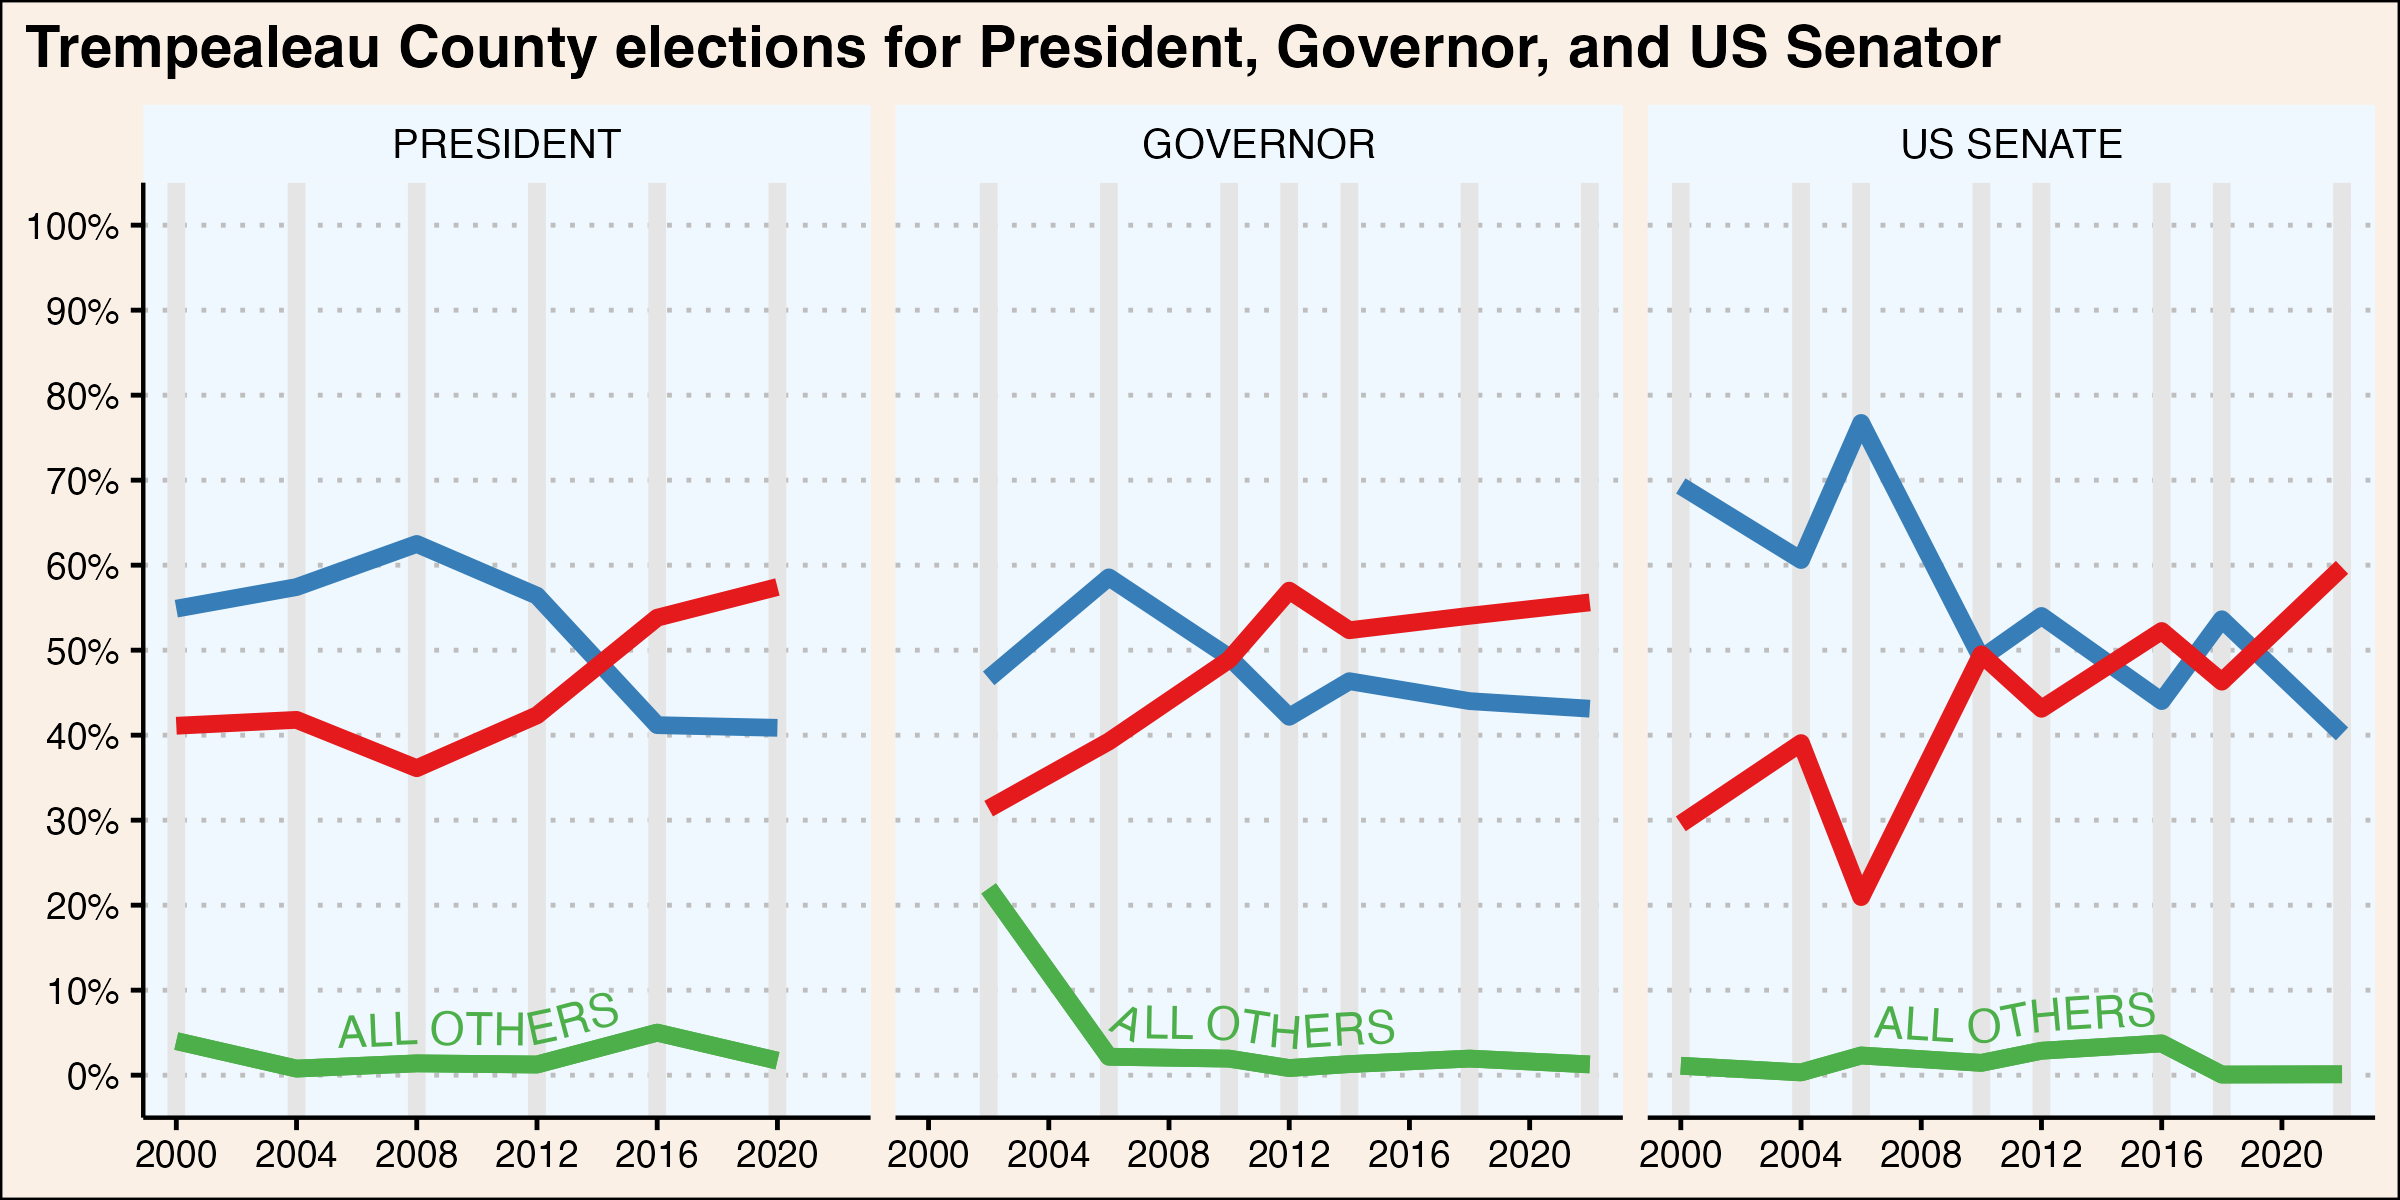 Trempealeau County elections for President, Governor, and US Senator
PRESIDENT
GOVERNOR
US SENATE
100%
90%
80%
70%
60%
50%
40%
30%
20%
10%
0%
ALL OTHERS
ALL OTHERS
ALL OTHERS
2000 2004 2008 2012 2016 2020
2000 2004 2008 2012 2016 2020
2000 2004 2008 2012 2016 2020